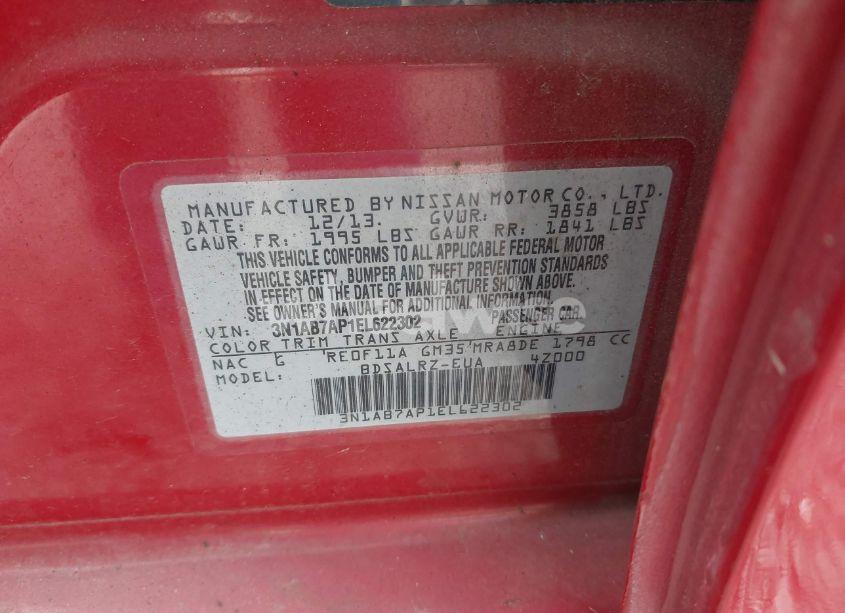 MANUFACTURED BY NISSAN MOTOR CO., LTD.
DATE: 12/13. GVWR: 3858 LBS
GAWR FR: 1995 LBS GAWR RR: 1841 LBS
THIS VEHICLE CONFORMS TO ALL APPLICABLE FEDERAL MOTOR
VEHICLE SAFETY, BUMPER AND THEFT PREVENTION STANDARDS
IN EFFECT ON THE DATE OF MANUFACTURE SHOWN ABOVE.
SEE OWNER'S MANUAL FOR ADDITIONAL INFORMATION
VIN: 3N1AB7AP1EL622302 PASSENGER CAR.
COLOR TRIM TRANS AXLE ENGINE
NAC G RE0F11A GM35 MRA8DE 1798 CC
MODEL: BDSALRZ-EUA 4Z000
3N1AB7AP1EL622302